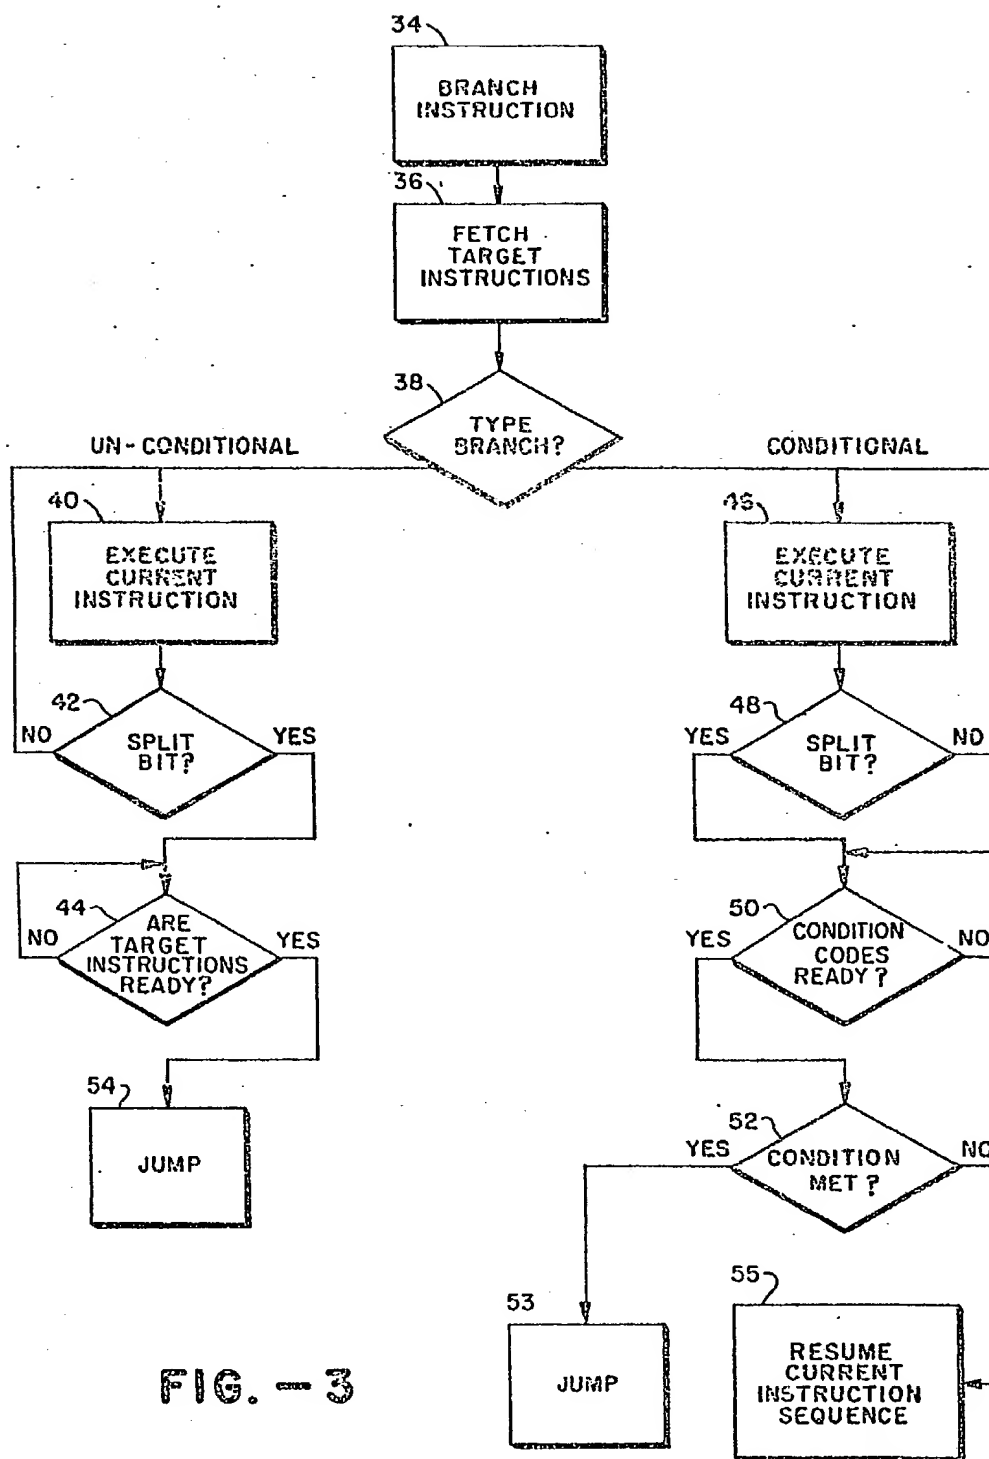 34
BRANCH
INSTRUCTION
36
FETCH
TARGET
INSTRUCTIONS
38
TYPE
BRANCH?
UN-CONDITIONAL
CONDITIONAL
40
EXECUTE
CURRENT
INSTRUCTION
46
EXECUTE
CURRENT
INSTRUCTION
42
NO
SPLIT
BIT?
YES
48
YES
SPLIT
BIT?
NO
44
NO
ARE
TARGET
INSTRUCTIONS
READY?
YES
50
YES
CONDITION
CODES
READY?
NO
54
JUMP
52
YES
CONDITION
MET?
NO
53
JUMP
55
RESUME
CURRENT
INSTRUCTION
SEQUENCE
FIG.-3